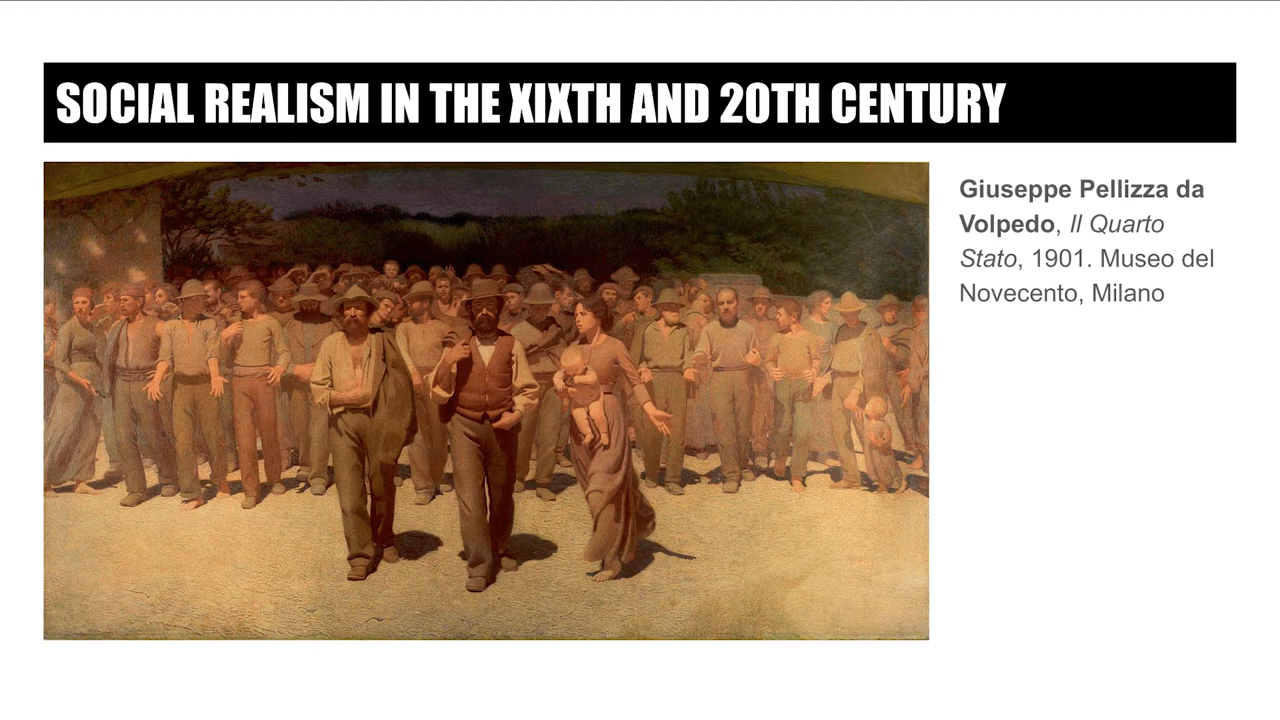 SOCIAL REALISM IN THE XIXTH AND 20TH CENTURY
Giuseppe Pellizza da
Volpedo, Il Quarto
Stato, 1901. Museo del
Novecento, Milano